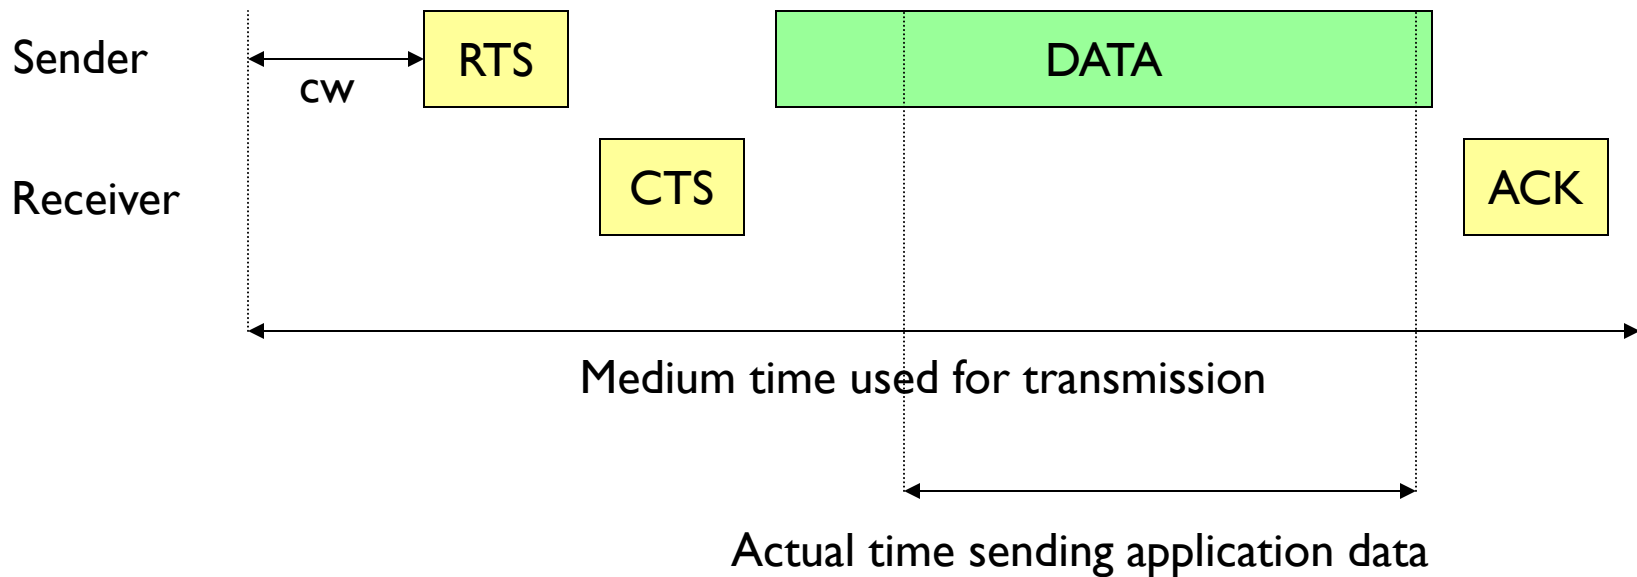 Sender
cw
RTS
DATA
Receiver
CTS
ACK
Medium time used for transmission
Actual time sending application data